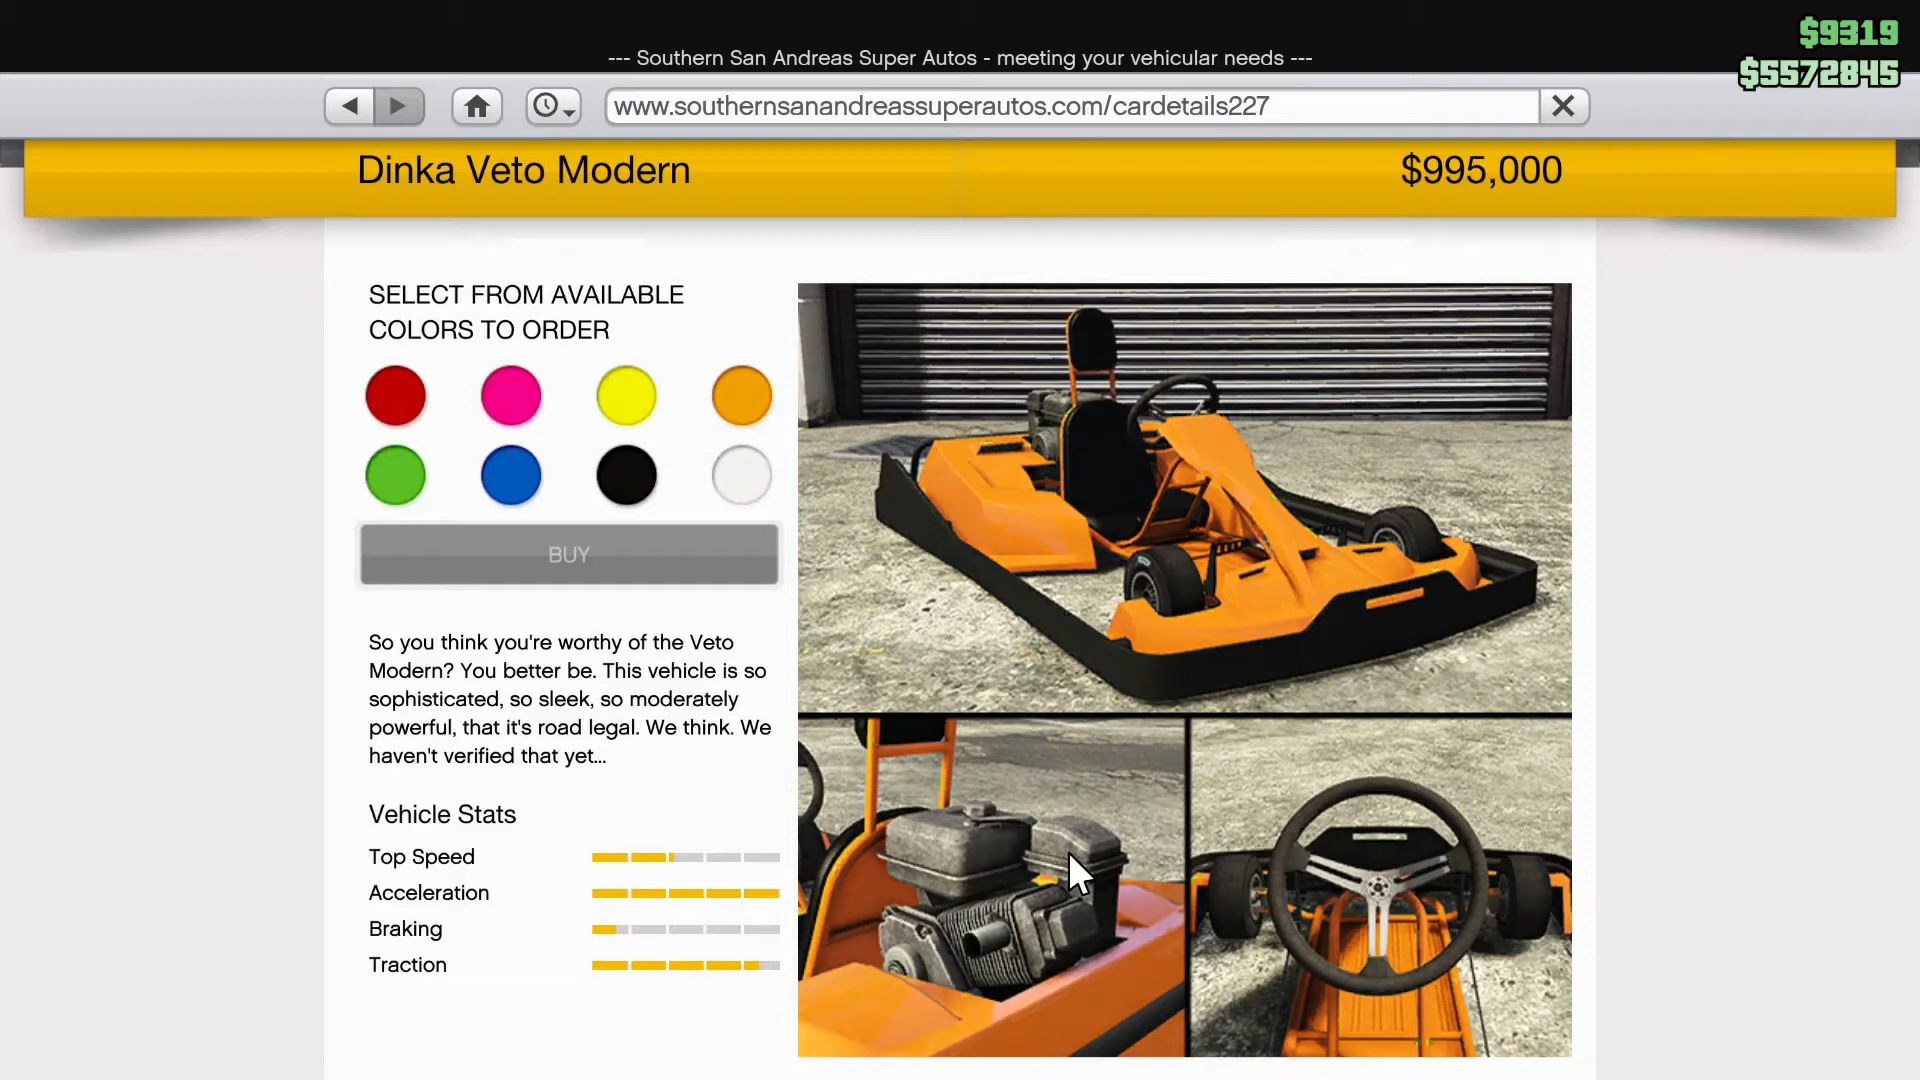 $9319
--- Southern San Andreas Super Autos - meeting your vehicular needs ---
$5572845
www.southernsanandreassuperautos.com/cardetails227
Dinka Veto Modern
$995,000
SELECT FROM AVAILABLE
COLORS TO ORDER
BUY
So you think you're worthy of the Veto
Modern? You better be. This vehicle is so
sophisticated, so sleek, so moderately
powerful, that it's road legal. We think. We
haven't verified that yet...
Vehicle Stats
Top Speed
Acceleration
Braking
Traction